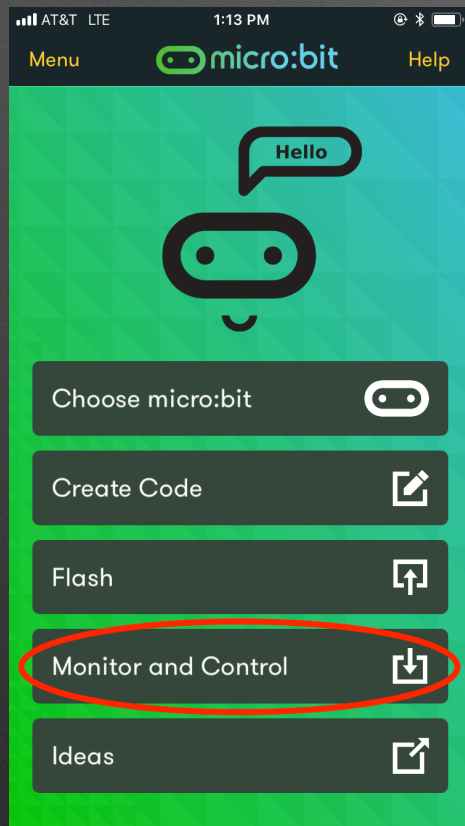 AT&T LTE 1:13 PM
Menu micro:bit Help
Hello
Choose micro:bit
Create Code
Flash
Monitor and Control
Ideas